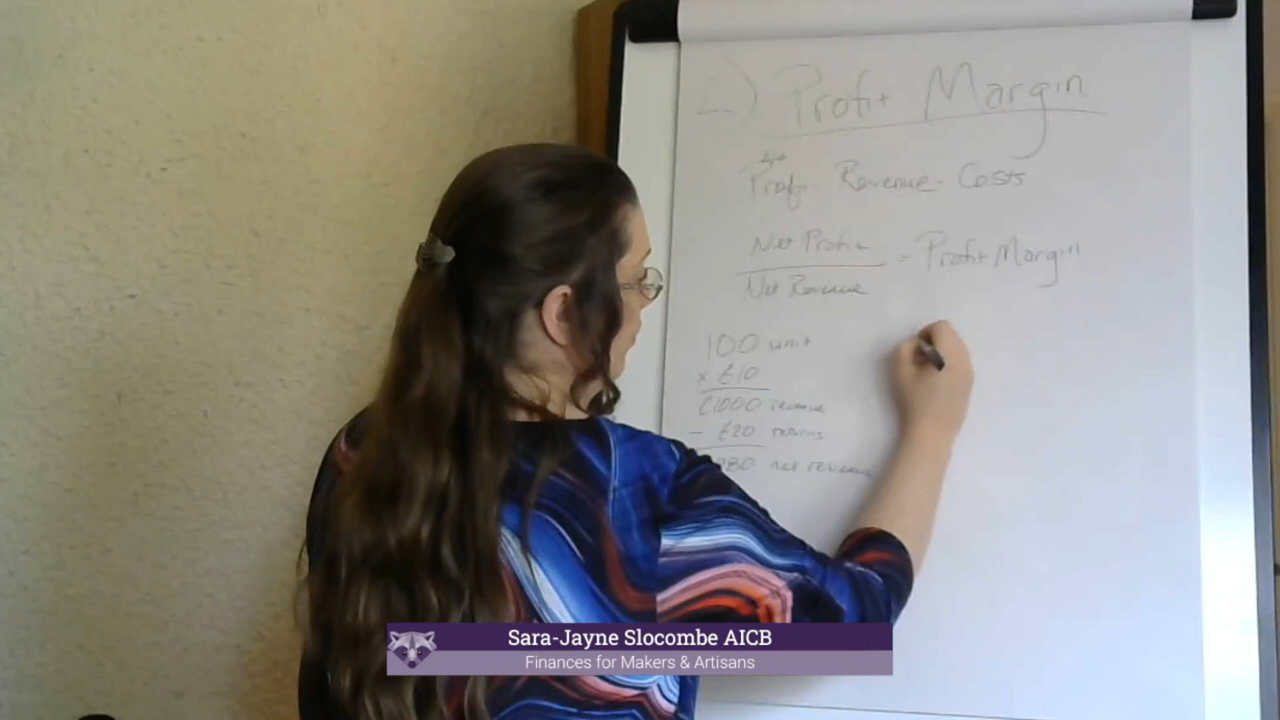 2) Profit Margin
Profit Revenue - Costs
Net Profit
Net Revenue
= Profit Margin
100 unit
x £10
£1000 revenue
- £20 returns
980 net revenue
Sara-Jayne Slocombe AICB
Finances for Makers & Artisans